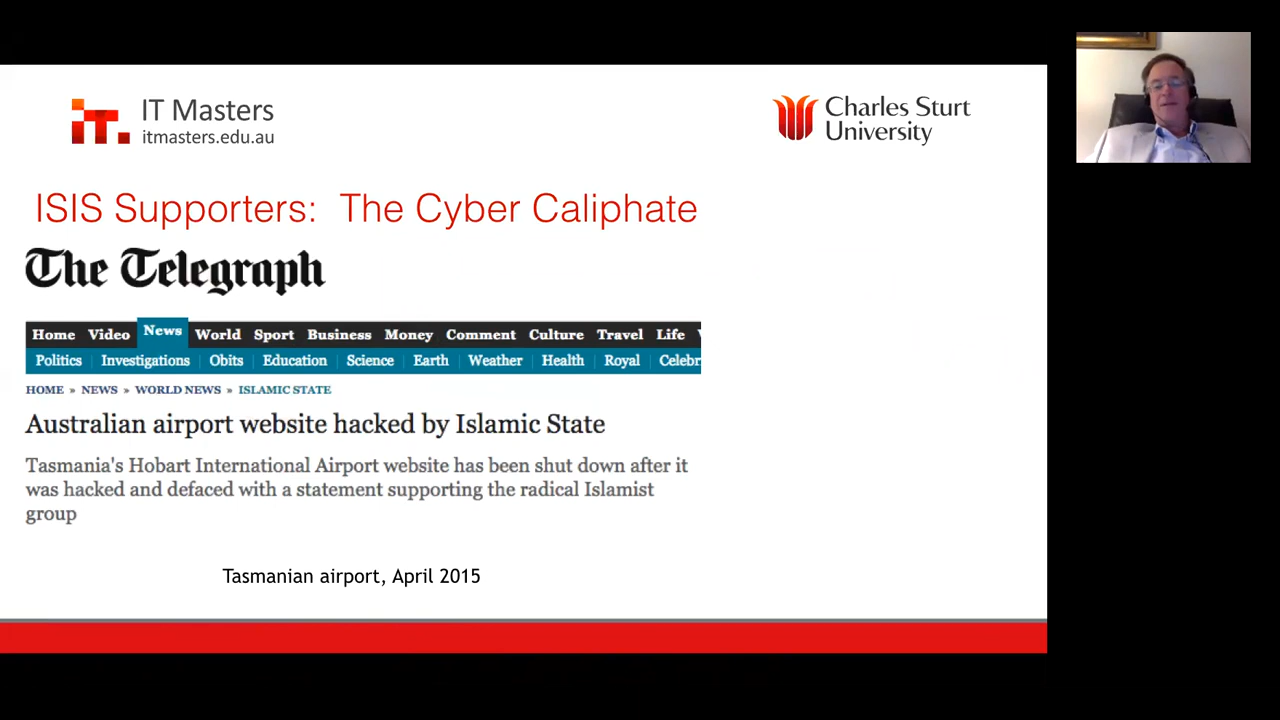 IT Masters
itmasters.edu.au
Charles Sturt
University
ISIS Supporters: The Cyber Caliphate
The Telegraph
Home Video News World Sport Business Money Comment Culture Travel Life
Politics Investigations Obits Education Science Earth Weather Health Royal Celebr
HOME » NEWS » WORLD NEWS » ISLAMIC STATE
Australian airport website hacked by Islamic State
Tasmania's Hobart International Airport website has been shut down after it
was hacked and defaced with a statement supporting the radical Islamist
group
Tasmanian airport, April 2015